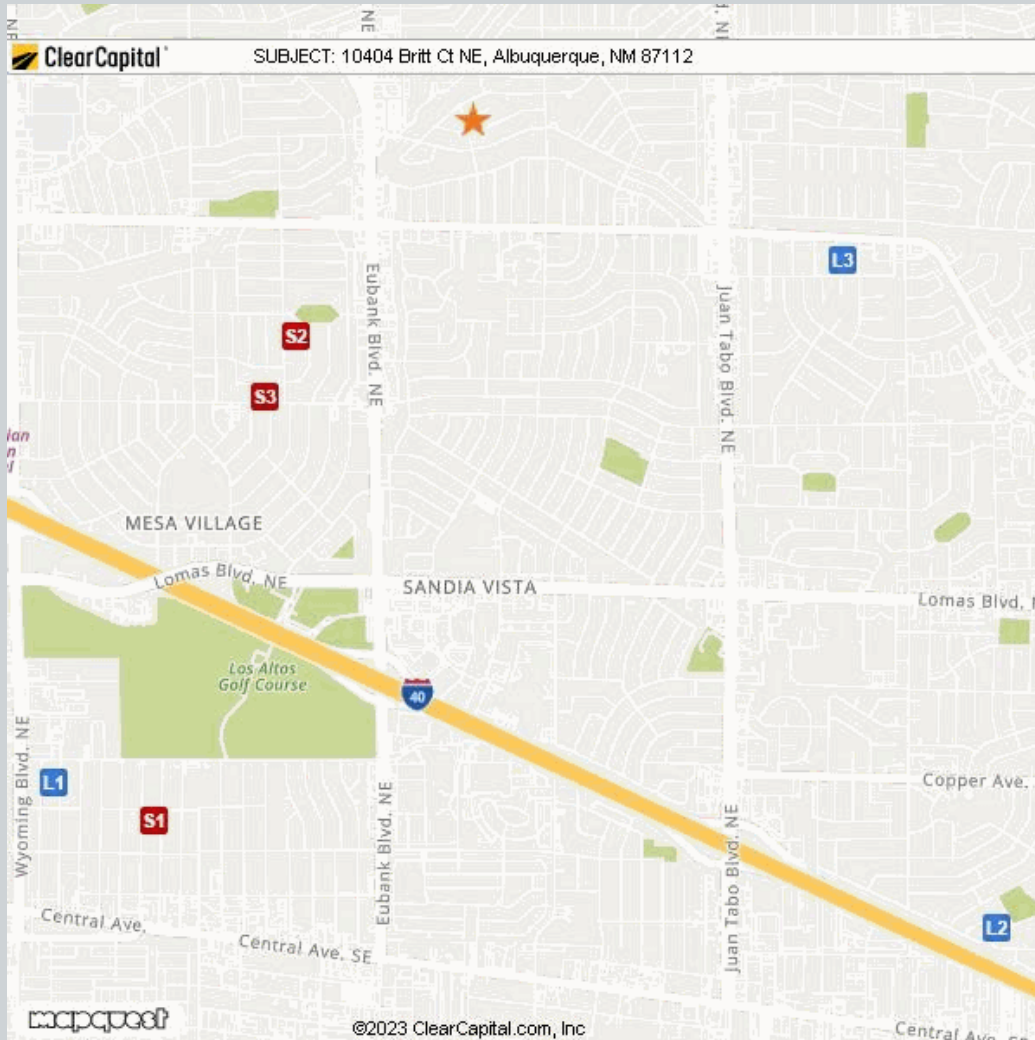 NE
NE
NE
ClearCapital
SUBJECT: 10404 Britt Ct NE, Albuquerque, NM 87112
L3
Eubank Blvd. NE
Juan Tabo Blvd. NE
S2
S3
MESA VILLAGE
Lomas Blvd, NE
SANDIA VISTA
Lomas Blvd,
Los Altos
Golf Course
40
Wyoming Blvd. NE
L1
Copper Ave.
S1
Eubank Blvd. NE
Juan Tabo Blvd. NE
L2
Central Ave.
Central Ave. SE
mapquest
©2023 ClearCapital.com, Inc
Central Ave.